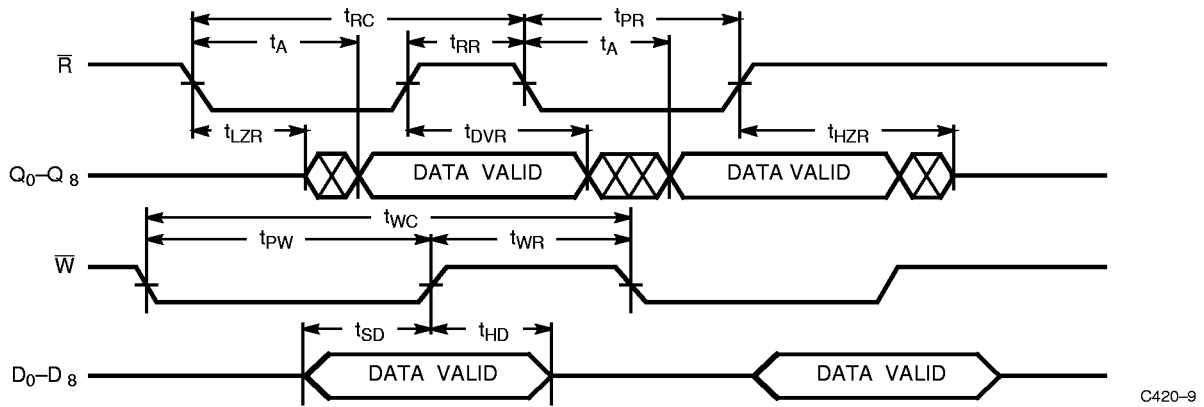 tRC
tPR
tA
tRR
tA
R̅
tLZR
tDVR
tHZR
Q0–Q8
DATA VALID
DATA VALID
tWC
tPW
tWR
W̅
tSD
tHD
D0–D8
DATA VALID
DATA VALID
C420–9